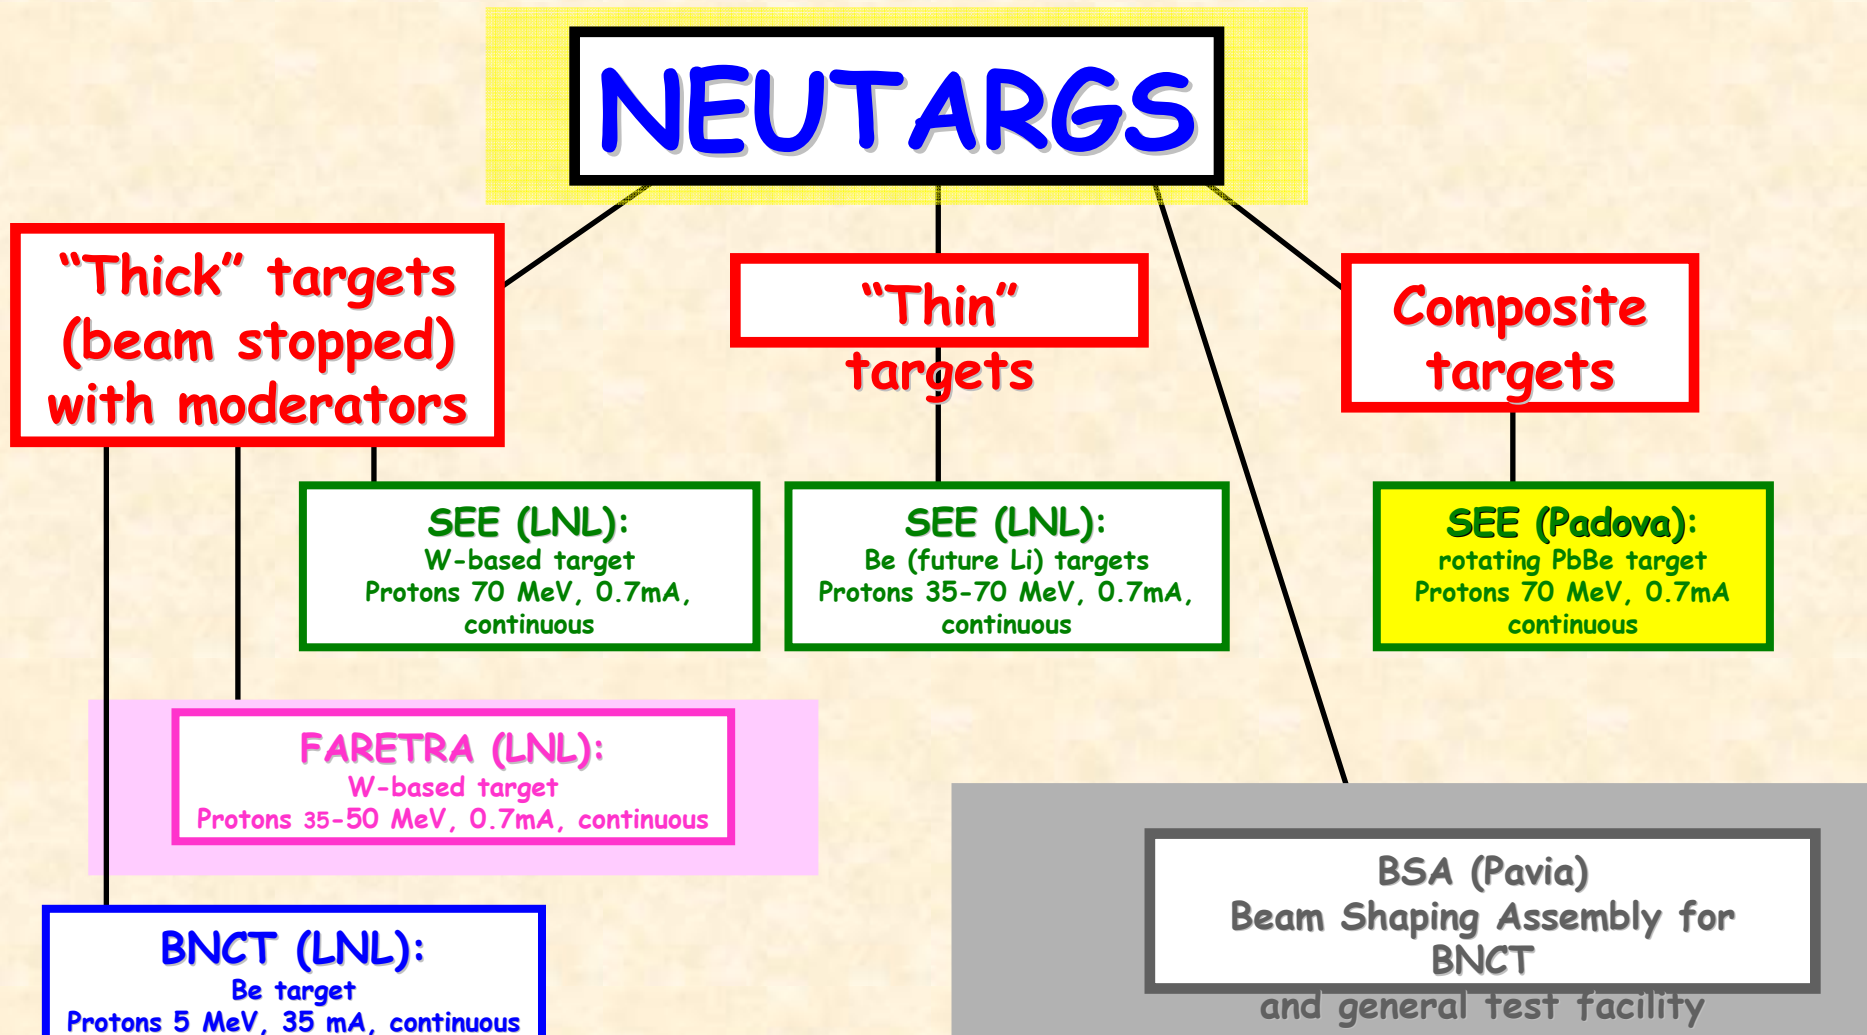 NEUTARGS
“Thick” targets
(beam stopped)
with moderators
“Thin”
targets
Composite
targets
SEE (LNL):
W-based target
Protons 70 MeV, 0.7mA,
continuous
SEE (LNL):
Be (future Li) targets
Protons 35-70 MeV, 0.7mA,
continuous
SEE (Padova):
rotating PbBe target
Protons 70 MeV, 0.7mA
continuous
FARETRA (LNL):
W-based target
Protons 35-50 MeV, 0.7mA, continuous
BSA (Pavia)
Beam Shaping Assembly for
BNCT
and general test facility
BNCT (LNL):
Be target
Protons 5 MeV, 35 mA, continuous